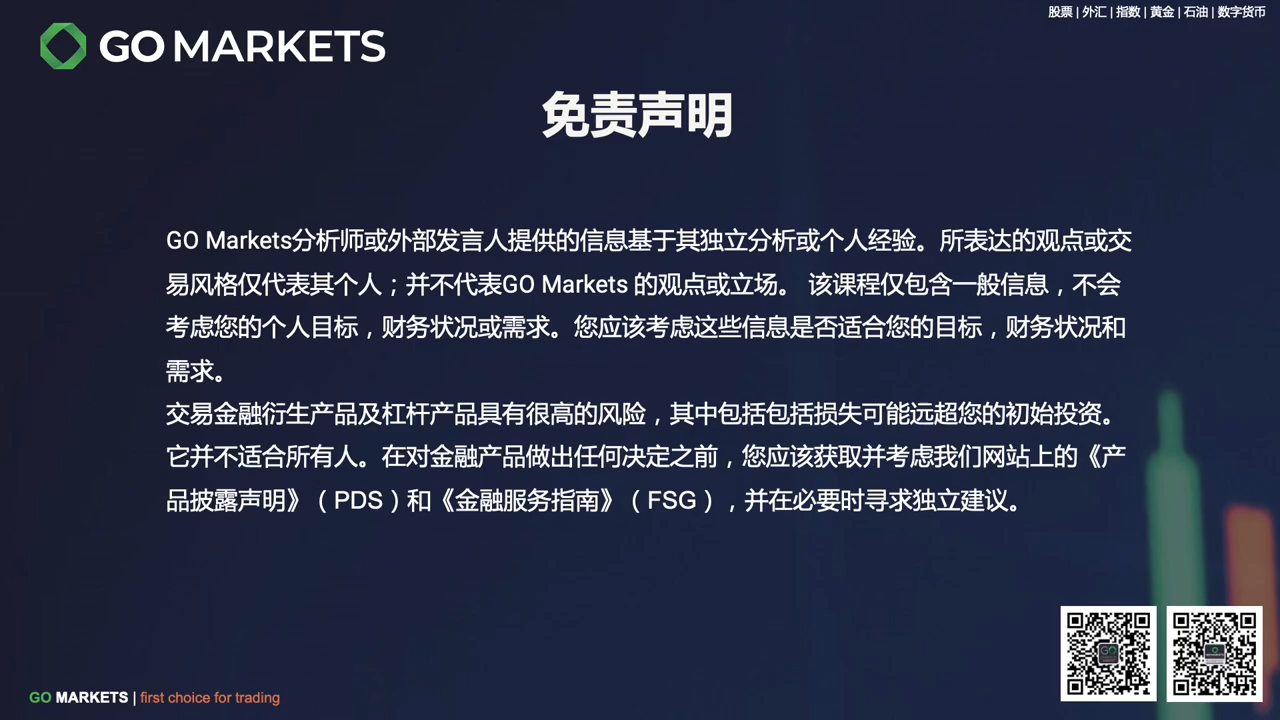 股票 | 外汇 | 指数 | 黄金 | 石油 | 数字货币
GO MARKETS
免责声明
GO Markets分析师或外部发言人提供的信息基于其独立分析或个人经验。所表达的观点或交
易风格仅代表其个人；并不代表GO Markets 的观点或立场。 该课程仅包含一般信息，不会
考虑您的个人目标，财务状况或需求。您应该考虑这些信息是否适合您的目标，财务状况和
需求。
交易金融衍生产品及杠杆产品具有很高的风险，其中包括包括损失可能远超您的初始投资。
它并不适合所有人。在对金融产品做出任何决定之前，您应该获取并考虑我们网站上的《产
品披露声明》（PDS）和《金融服务指南》（FSG），并在必要时寻求独立建议。
GO MARKETS | first choice for trading